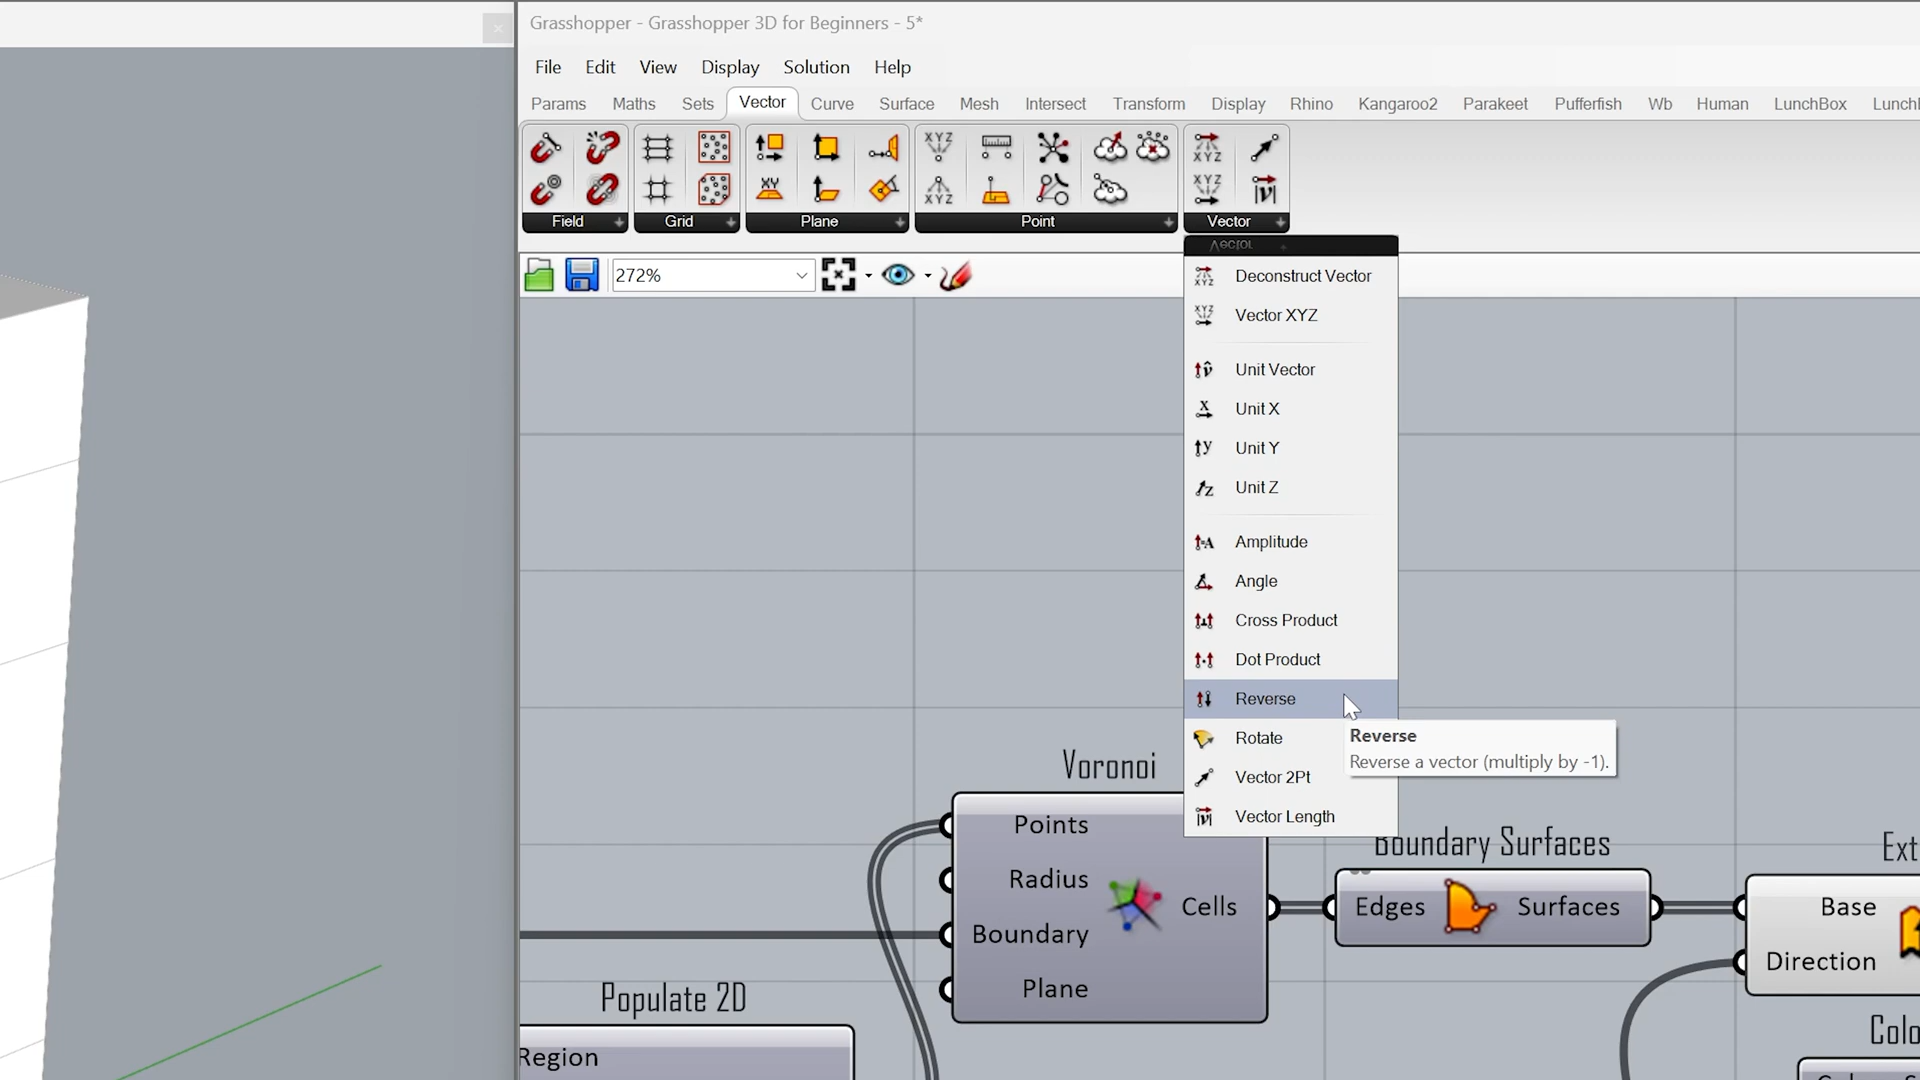 Grasshopper - Grasshopper 3D for Beginners - 5*
File Edit View Display Solution Help
Params Maths Sets Vector Curve Surface Mesh Intersect Transform Display Rhino Kangaroo2 Parakeet Pufferfish Wb Human LunchBox Lunchl
Field Grid Plane Point Vector
Vector
272%
Deconstruct Vector
Vector XYZ
Unit Vector
Unit X
Unit Y
Unit Z
Amplitude
Angle
Cross Product
Dot Product
Reverse
Rotate
Vector 2Pt
Vector Length
Reverse
Reverse a vector (multiply by -1).
Voronoi
Points
Radius
Boundary
Plane
Cells
Boundary Surfaces
Edges Surfaces
Ext
Base
Direction
Populate 2D
Region
Colo